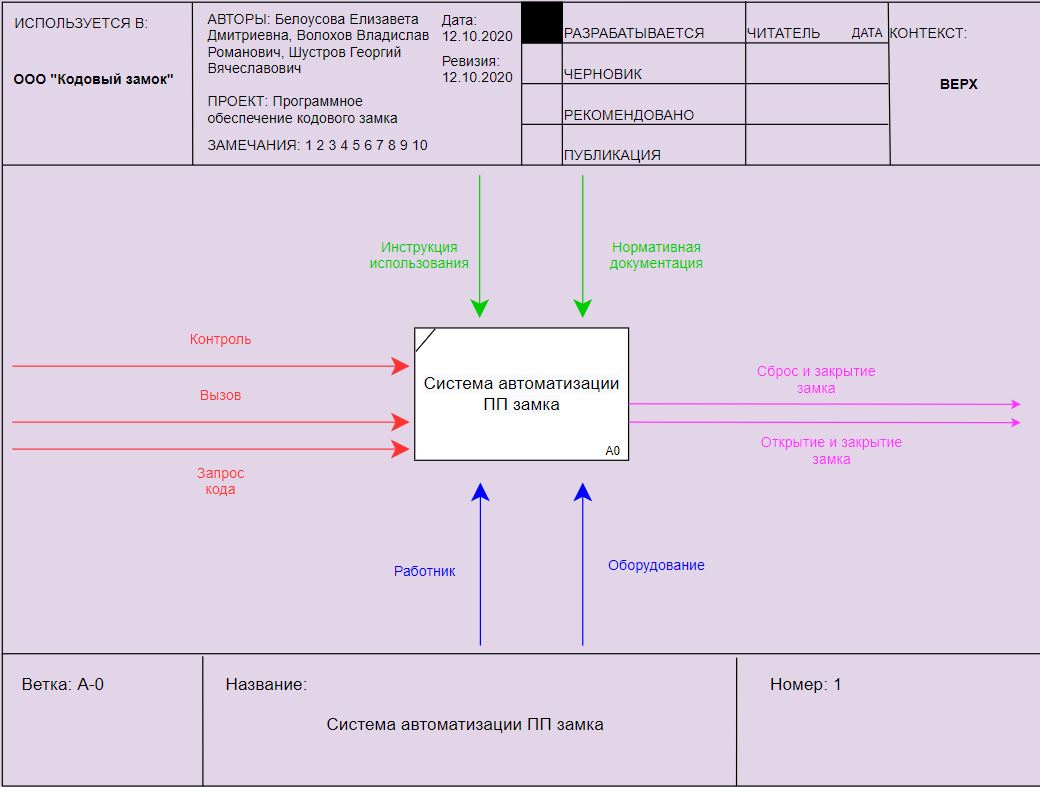 ИСПОЛЬЗУЕТСЯ В:
ООО "Кодовый замок"
АВТОРЫ: Белоусова Елизавета
Дмитриевна, Волохов Владислав
Романович, Шустров Георгий
Вячеславович
ПРОЕКТ: Программное
обеспечение кодового замка
ЗАМЕЧАНИЯ: 1 2 3 4 5 6 7 8 9 10
Дата:
12.10.2020
Ревизия:
12.10.2020
РАЗРАБАТЫВАЕТСЯ
ЧЕРНОВИК
РЕКОМЕНДОВАНО
ПУБЛИКАЦИЯ
ЧИТАТЕЛЬ
ДАТА
КОНТЕКСТ:
ВЕРХ
Инструкция
использования
Нормативная
документация
Контроль
Вызов
Запрос
кода
Система автоматизации
ПП замка
A0
Сброс и закрытие
замка
Открытие и закрытие
замка
Работник
Оборудование
Ветка: А-0
Название:
Система автоматизации ПП замка
Номер: 1